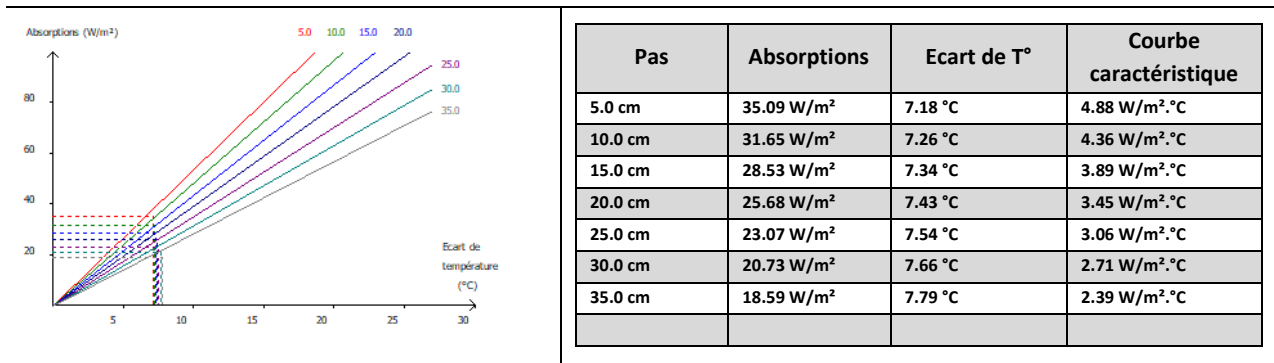 Absorptions (W/m²)
5.0 10.0 15.0 20.0
25.0
30.0
35.0
80
60
40
20
Ecart de
température
(°C)
5 10 15 20 25 30
Pas Absorptions Ecart de T° Courbe
caractéristique
5.0 cm 35.09 W/m² 7.18 °C 4.88 W/m².°C
10.0 cm 31.65 W/m² 7.26 °C 4.36 W/m².°C
15.0 cm 28.53 W/m² 7.34 °C 3.89 W/m².°C
20.0 cm 25.68 W/m² 7.43 °C 3.45 W/m².°C
25.0 cm 23.07 W/m² 7.54 °C 3.06 W/m².°C
30.0 cm 20.73 W/m² 7.66 °C 2.71 W/m².°C
35.0 cm 18.59 W/m² 7.79 °C 2.39 W/m².°C